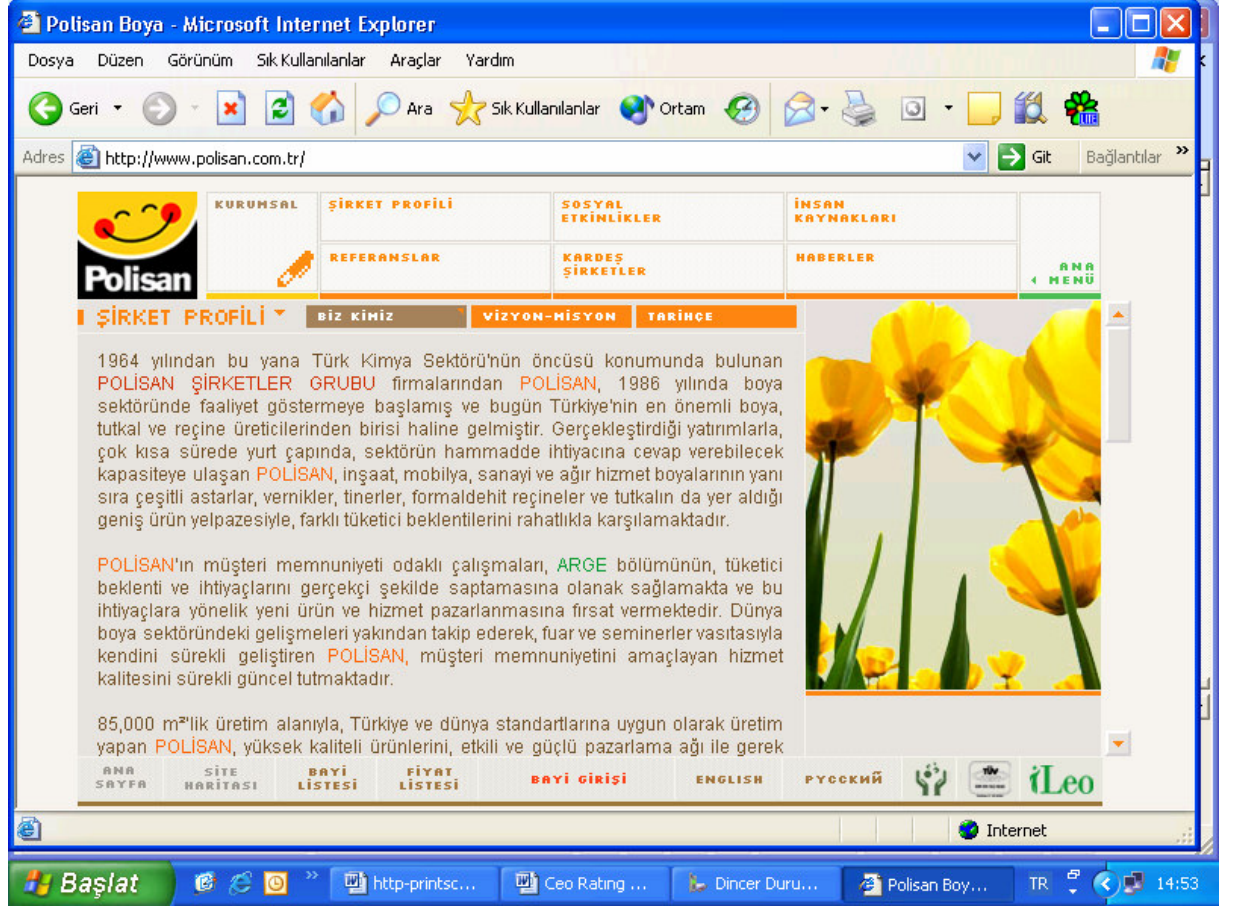 Polisan Boya - Microsoft Internet Explorer
Dosya Düzen Görünüm Sık Kullanılanlar Araçlar Yardım
Geri Ara Sık Kullanılanlar Ortam
Adres http://www.polisan.com.tr/ Git Bağlantılar »
Polisan
KURUMSAL
ŞİRKET PROFİLİ
SOSYAL
ETKİNLİKLER
İNSAN
KAYNAKLARI
REFERANSLAR
KARDEŞ
ŞİRKETLER
HABERLER
ANA
MENÜ
ŞİRKET PROFİLİ BİZ KİMİZ VİZYON-MİSYON TARİHÇE
1964 yılından bu yana Türk Kimya Sektörü'nün öncüsü konumunda bulunan
POLİSAN ŞİRKETLER GRUBU firmalarından POLİSAN, 1986 yılında boya
sektöründe faaliyet göstermeye başlamış ve bugün Türkiye'nin en önemli boya,
tutkal ve reçine üreticilerinden birisi haline gelmiştir. Gerçekleştirdiği yatırımlarla,
çok kısa sürede yurt çapında, sektörün hammadde ihtiyacına cevap verebilecek
kapasiteye ulaşan POLİSAN, inşaat, mobilya, sanayi ve ağır hizmet boyalarının yanı
sıra çeşitli astarlar, vernikler, tinerler, formaldehit reçineler ve tutkalın da yer aldığı
geniş ürün yelpazesiyle, farklı tüketici beklentilerini rahatlıkla karşılamaktadır.
POLİSAN'ın müşteri memnuniyeti odaklı çalışmaları, ARGE bölümünün, tüketici
beklenti ve ihtiyaçlarını gerçekçi şekilde saptamasına olanak sağlamakta ve bu
ihtiyaçlara yönelik yeni ürün ve hizmet pazarlanmasına fırsat vermektedir. Dünya
boya sektöründeki gelişmeleri yakından takip ederek, fuar ve seminerler vasıtasıyla
kendini sürekli geliştiren POLİSAN, müşteri memnuniyetini amaçlayan hizmet
kalitesini sürekli güncel tutmaktadır.
85,000 m²'lik üretim alanıyla, Türkiye ve dünya standartlarına uygun olarak üretim
yapan POLİSAN, yüksek kaliteli ürünlerini, etkili ve güçlü pazarlama ağı ile gerek
ANA
SAYFA
SİTE
HARİTASI
BAYİ
LİSTESİ
FİYAT
LİSTESİ
BAYİ GİRİŞİ
ENGLISH
РУССКИЙ
TÜV
iLeo
Internet
Başlat » http-printsc... Ceo Rating ... Dincer Duru... Polisan Boy... TR 14:53